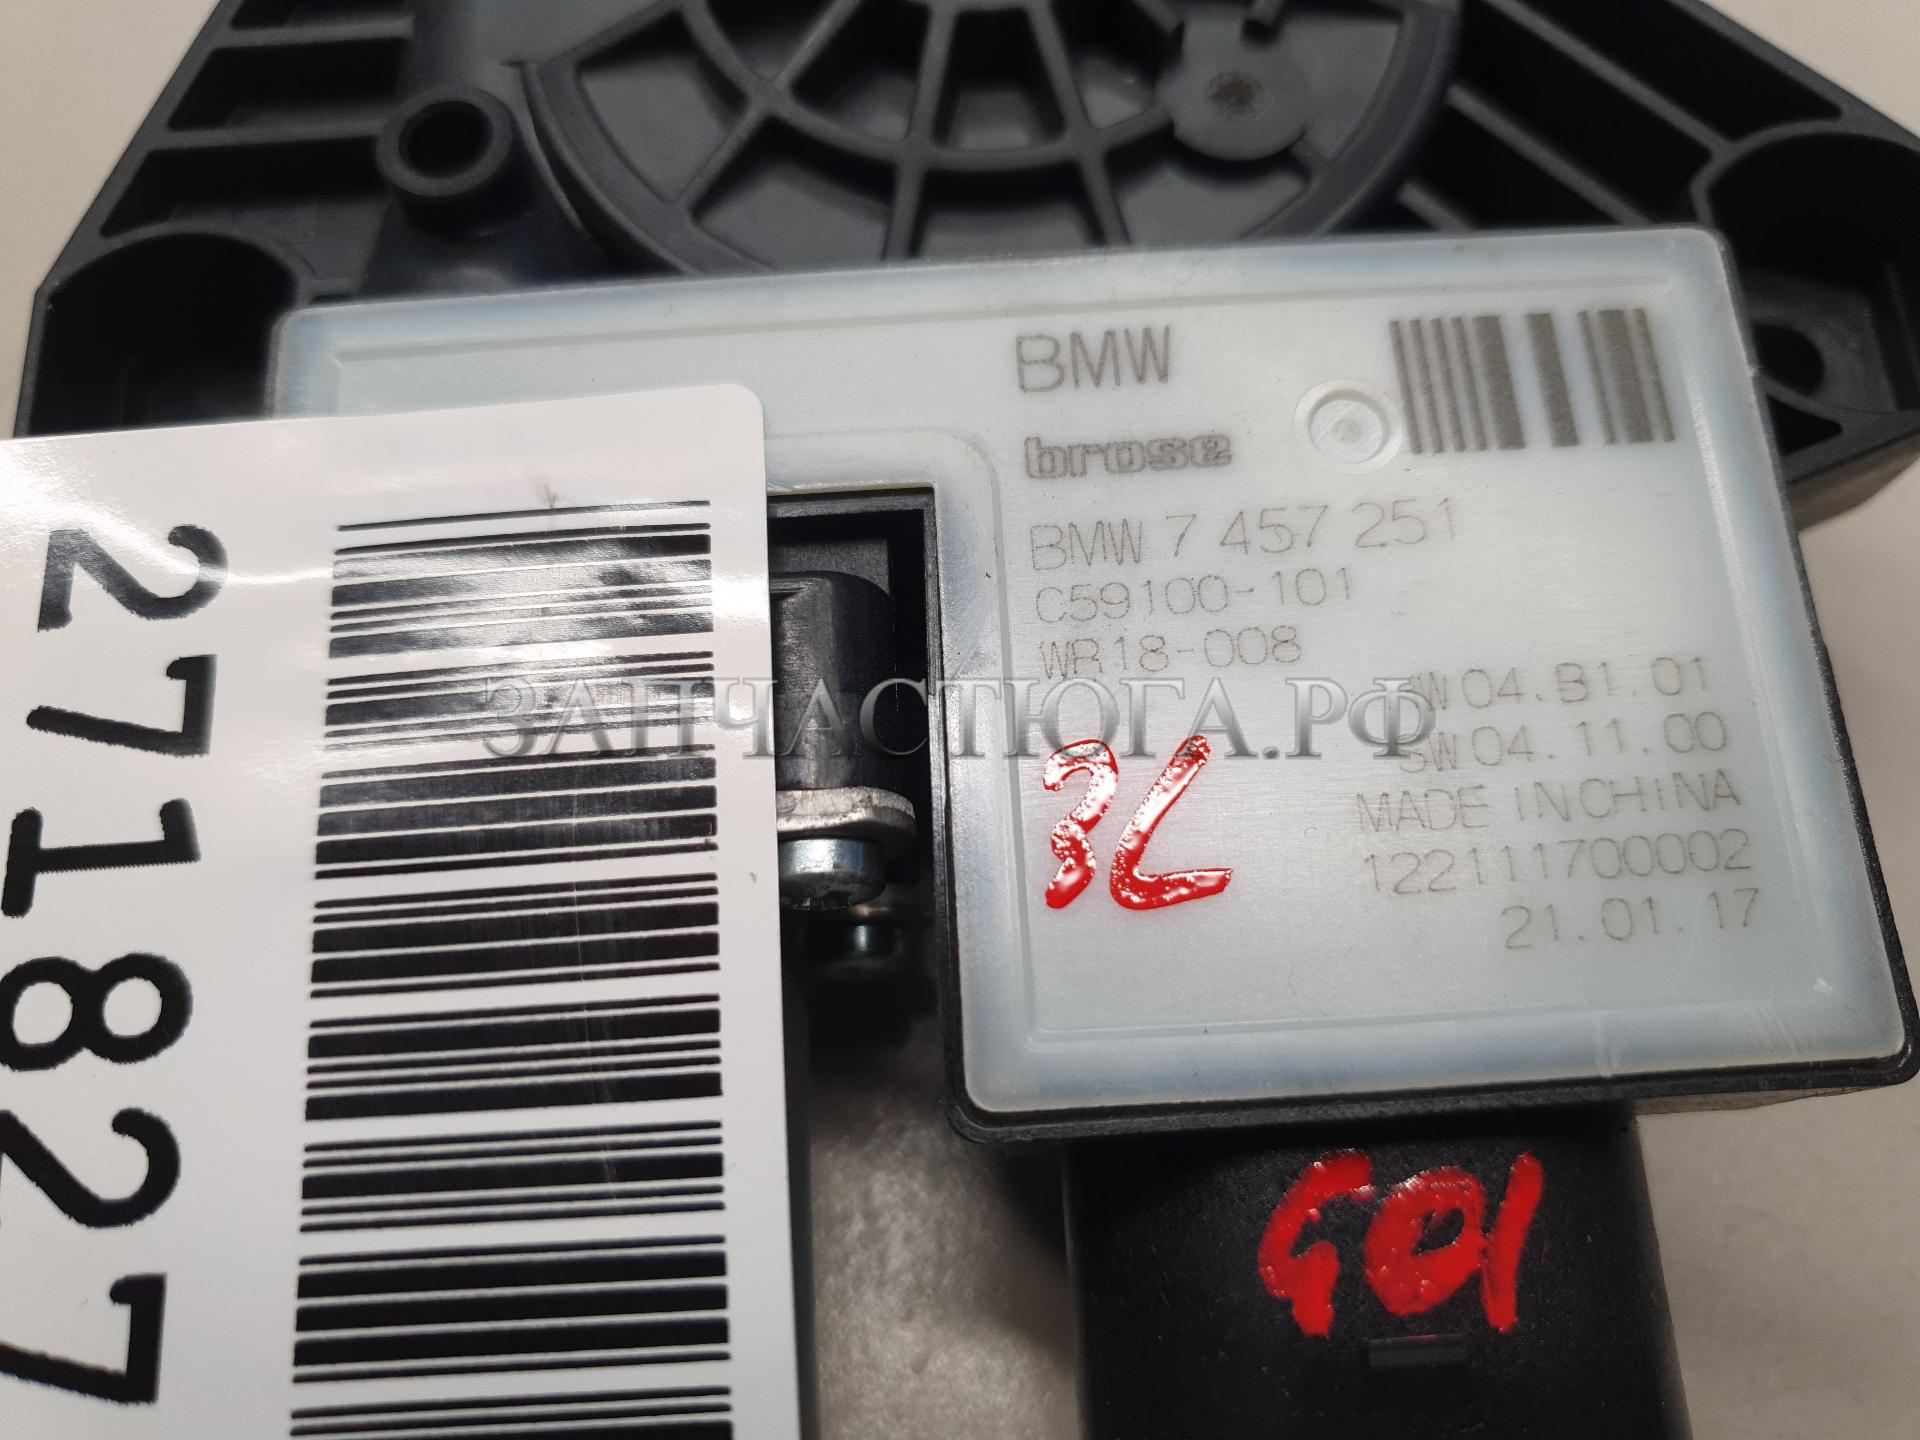 BMW
brose
BMW 7 457 251
C59100-101
WR18-008
HW 04.B1.01
SW 04.11.00
MADE IN CHINA
122111700002
21.01.17
3L
G01
271827
ЗАПЧАСТЮГА.РФ